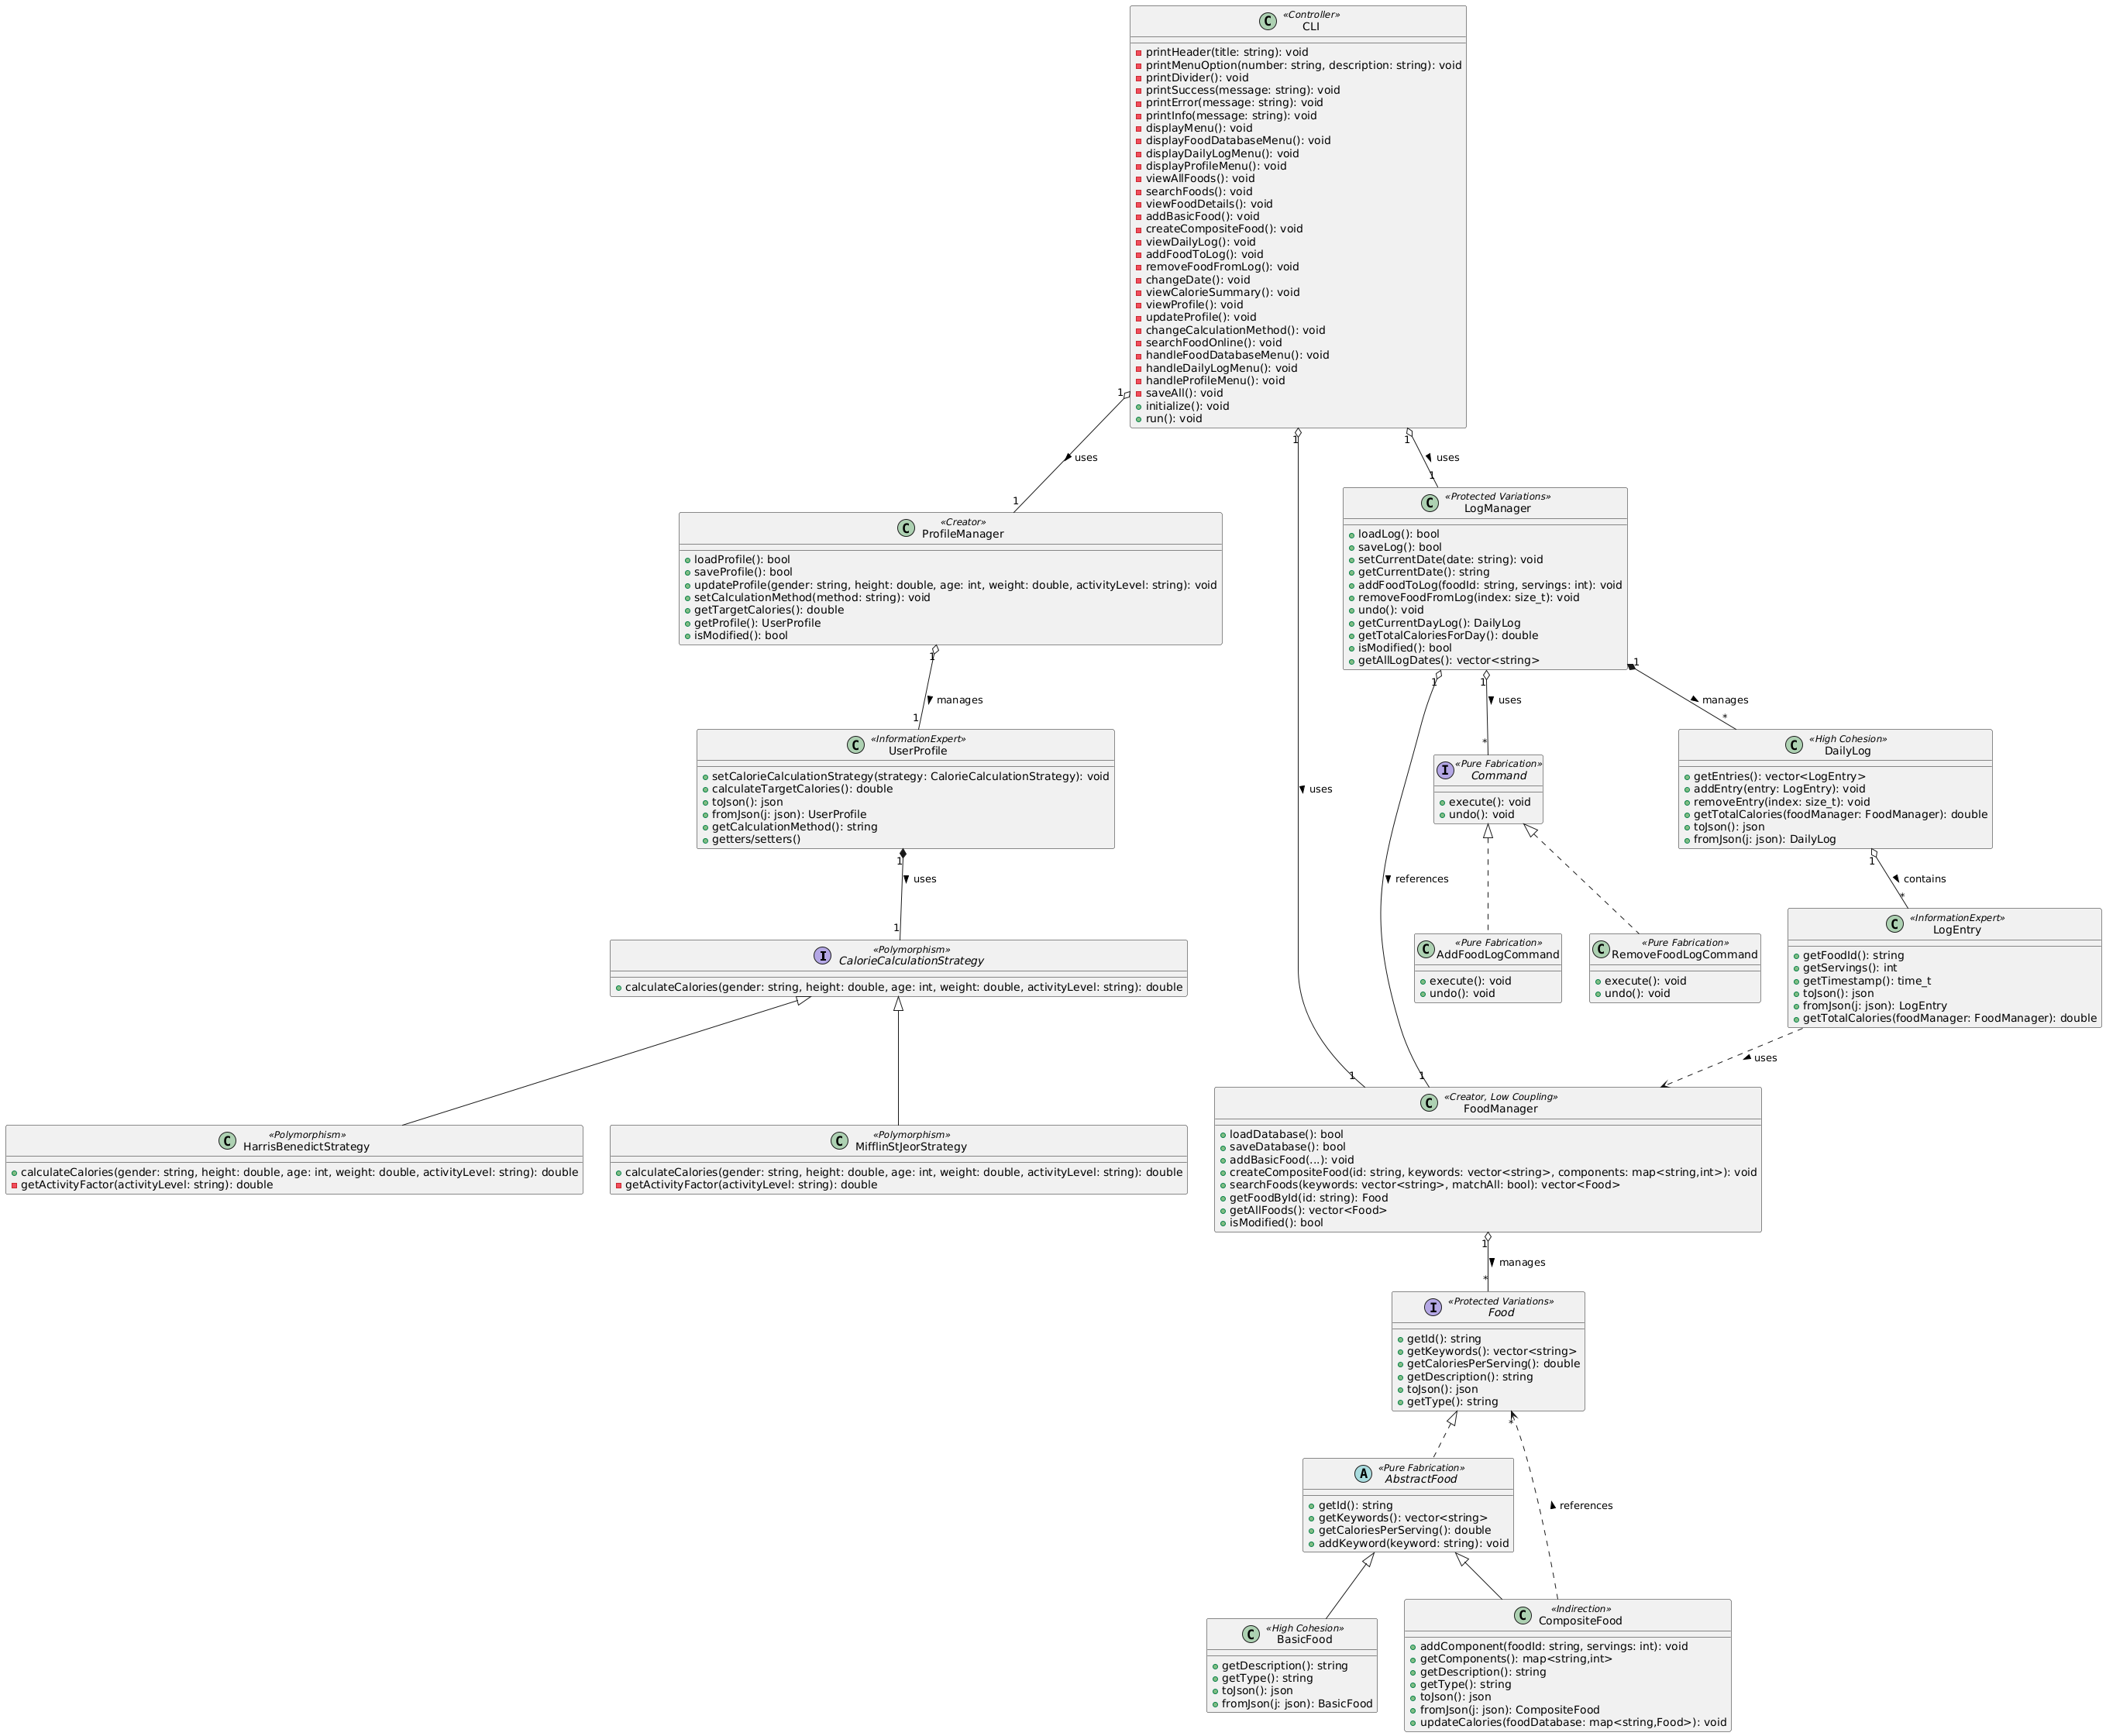 «Controller»
C
CLI
printHeader(title: string): void
printMenuOption(number: string, description: string): void
printDivider(): void
printSuccess(message: string): void
printError(message: string): void
printInfo(message: string): void
displayMenu(): void
displayFoodDatabaseMenu(): void
displayDailyLogMenu(): void
displayProfileMenu(): void
viewAllFoods(): void
searchFoods(): void
viewFoodDetails(): void
addBasicFood(): void
createCompositeFood(): void
viewDailyLog(): void
addFoodToLog(): void
removeFoodFromLog(): void
changeDate(): void
viewCalorieSummary(): void
viewProfile(): void
updateProfile(): void
changeCalculationMethod(): void
searchFoodOnline(): void
handleFoodDatabaseMenu(): void
handleDailyLogMenu(): void
handleProfileMenu(): void
saveAll(): void
initialize(): void
run(): void
1
1
1
uses
uses
1
1
«Creator»
C
ProfileManager
loadProfile(): bool
saveProfile(): bool
updateProfile(gender: string, height: double, age: int, weight: double, activityLevel: string): void
setCalculationMethod(method: string): void
getTargetCalories(): double
getProfile(): UserProfile
isModified(): bool
«Protected Variations»
C
LogManager
loadLog(): bool
saveLog(): bool
setCurrentDate(date: string): void
getCurrentDate(): string
addFoodToLog(foodId: string, servings: int): void
removeFoodFromLog(index: size_t): void
undo(): void
getCurrentDayLog(): DailyLog
getTotalCaloriesForDay(): double
isModified(): bool
getAllLogDates(): vector<string>
1
1
1
1
manages
uses
manages
1
*
*
«InformationExpert»
C
UserProfile
setCalorieCalculationStrategy(strategy: CalorieCalculationStrategy): void
calculateTargetCalories(): double
toJson(): json
fromJson(j: json): UserProfile
getCalculationMethod(): string
getters/setters()
uses
«Pure Fabrication»
I
Command
execute(): void
undo(): void
«High Cohesion»
C
DailyLog
getEntries(): vector<LogEntry>
addEntry(entry: LogEntry): void
removeEntry(index: size_t): void
getTotalCalories(foodManager: FoodManager): double
toJson(): json
fromJson(j: json): DailyLog
1
1
uses
references
contains
1
*
«Polymorphism»
I
CalorieCalculationStrategy
calculateCalories(gender: string, height: double, age: int, weight: double, activityLevel: string): double
«Pure Fabrication»
C
AddFoodLogCommand
execute(): void
undo(): void
«Pure Fabrication»
C
RemoveFoodLogCommand
execute(): void
undo(): void
«InformationExpert»
C
LogEntry
getFoodId(): string
getServings(): int
getTimestamp(): time_t
toJson(): json
fromJson(j: json): LogEntry
getTotalCalories(foodManager: FoodManager): double
uses
1
1
«Polymorphism»
C
HarrisBenedictStrategy
calculateCalories(gender: string, height: double, age: int, weight: double, activityLevel: string): double
getActivityFactor(activityLevel: string): double
«Polymorphism»
C
MifflinStJeorStrategy
calculateCalories(gender: string, height: double, age: int, weight: double, activityLevel: string): double
getActivityFactor(activityLevel: string): double
«Creator, Low Coupling»
C
FoodManager
loadDatabase(): bool
saveDatabase(): bool
addBasicFood(...): void
createCompositeFood(id: string, keywords: vector<string>, components: map<string,int>): void
searchFoods(keywords: vector<string>, matchAll: bool): vector<Food>
getFoodById(id: string): Food
getAllFoods(): vector<Food>
isModified(): bool
1
manages
*
«Protected Variations»
I
Food
getId(): string
getKeywords(): vector<string>
getCaloriesPerServing(): double
getDescription(): string
toJson(): json
getType(): string
*
«Pure Fabrication»
A
AbstractFood
getId(): string
getKeywords(): vector<string>
getCaloriesPerServing(): double
addKeyword(keyword: string): void
references
«High Cohesion»
C
BasicFood
getDescription(): string
getType(): string
toJson(): json
fromJson(j: json): BasicFood
«Indirection»
C
CompositeFood
addComponent(foodId: string, servings: int): void
getComponents(): map<string,int>
getDescription(): string
getType(): string
toJson(): json
fromJson(j: json): CompositeFood
updateCalories(foodDatabase: map<string,Food>): void